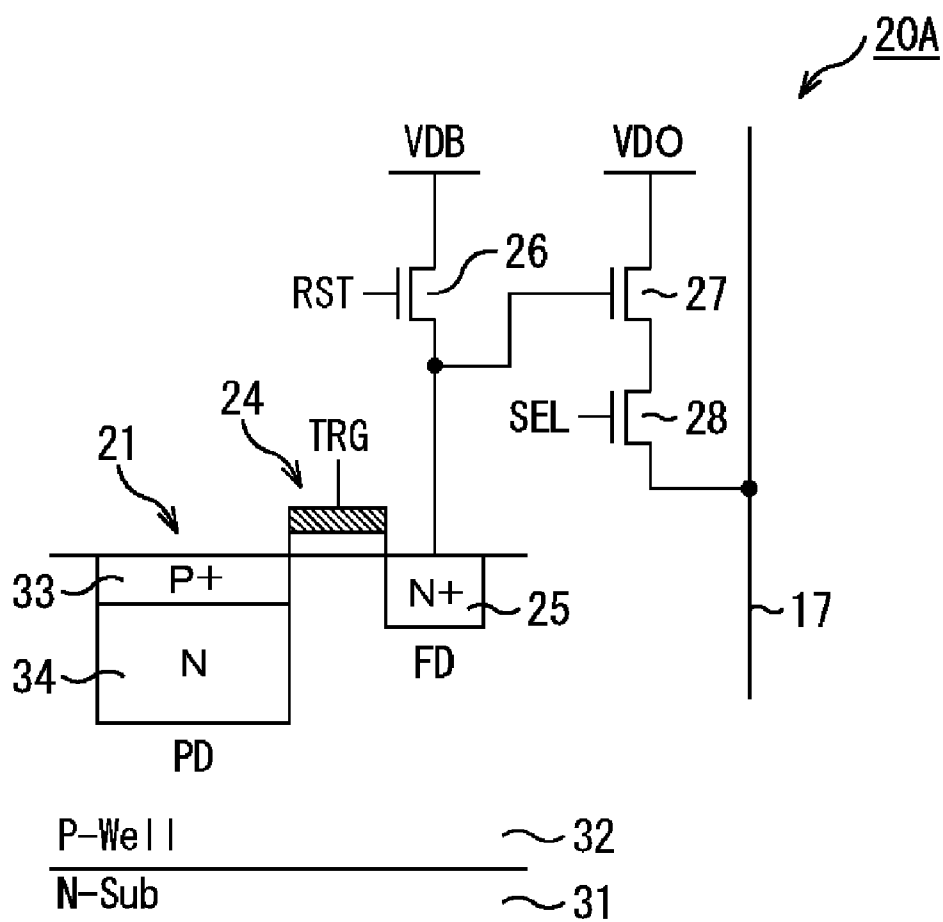 20A
VDB
VDO
26
RST
27
24
SEL
28
TRG
21
33
P+
N+
25
17
34
N
FD
PD
P-Well
32
N-Sub
31